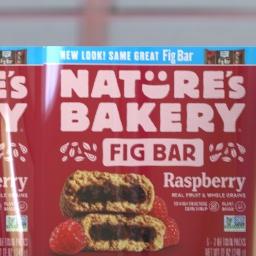 NEW LOOK! SAME GREAT Fig Bar
NATURE'S
BAKERY
FIG BAR
Raspberry
REAL FRUIT & WHOLE GRAINS